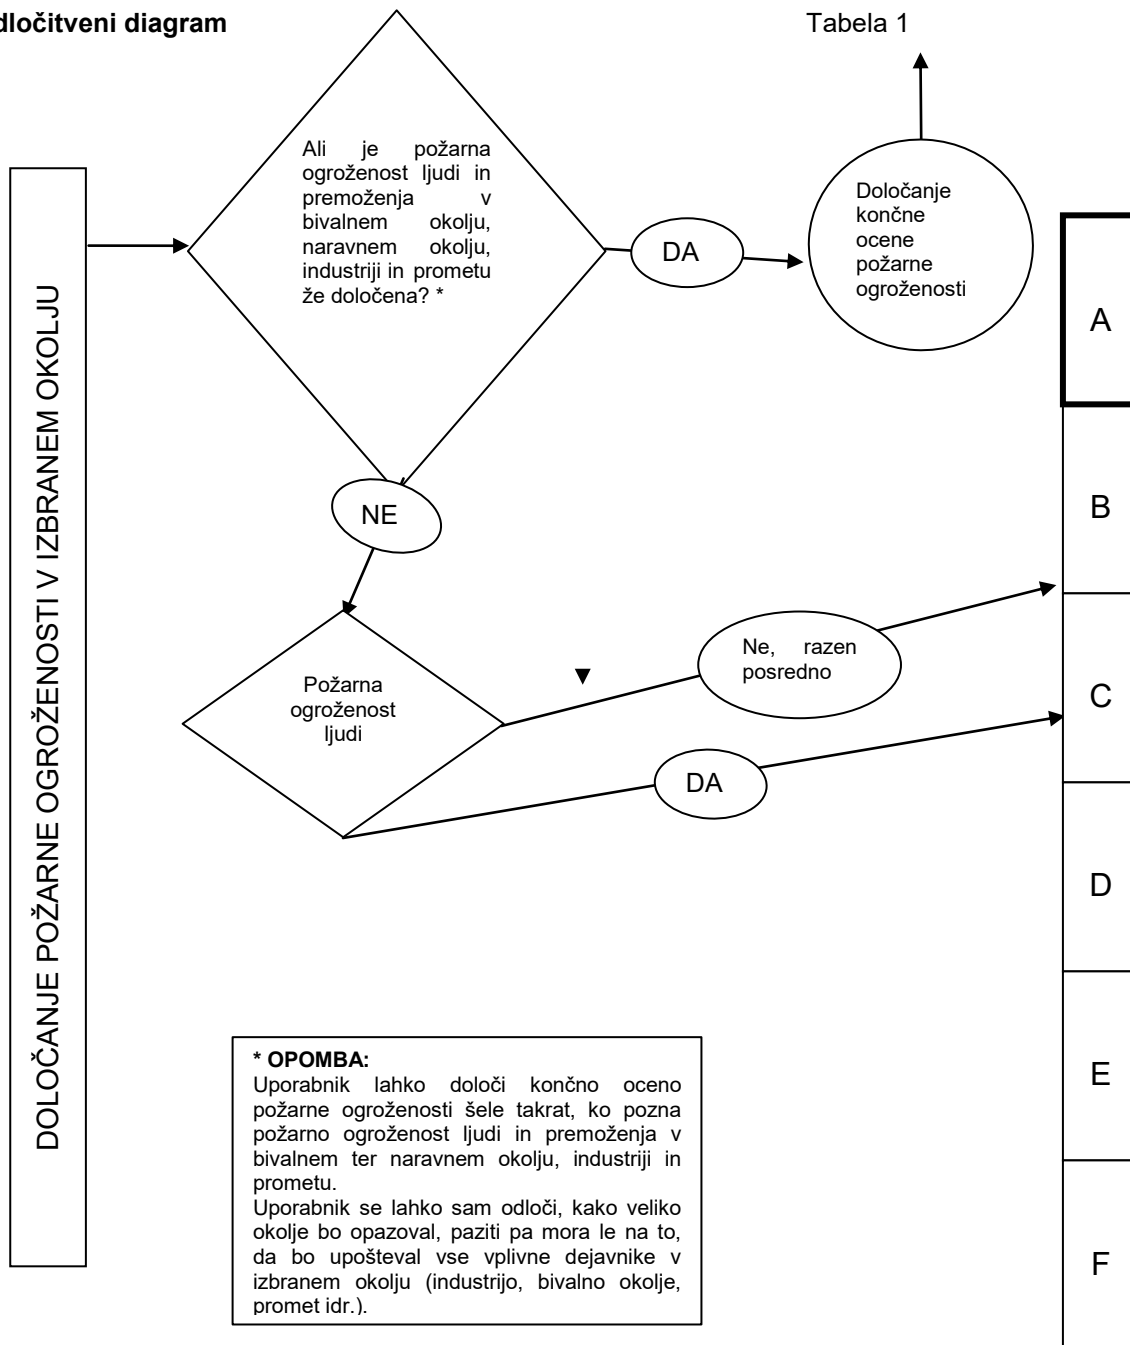 dločitveni diagram
Tabela 1
DOLOČANJE POŽARNE OGROŽENOSTI V IZBRANEM OKOLJU
Ali je požarna
ogroženost ljudi in
premoženja v
bivalnem okolju,
naravnem okolju,
industriji in prometu
že določena? *
DA
Določanje
končne
ocene
požarne
ogroženosti
A
B
C
D
E
F
NE
Požarna
ogroženost
ljudi
Ne, razen
posredno
DA
* OPOMBA:
Uporabnik lahko določi končno oceno
požarne ogroženosti šele takrat, ko pozna
požarno ogroženost ljudi in premoženja v
bivalnem ter naravnem okolju, industriji in
prometu.
Uporabnik se lahko sam odloči, kako veliko
okolje bo opazoval, paziti pa mora le na to,
da bo upošteval vse vplivne dejavnike v
izbranem okolju (industrijo, bivalno okolje,
promet idr.).